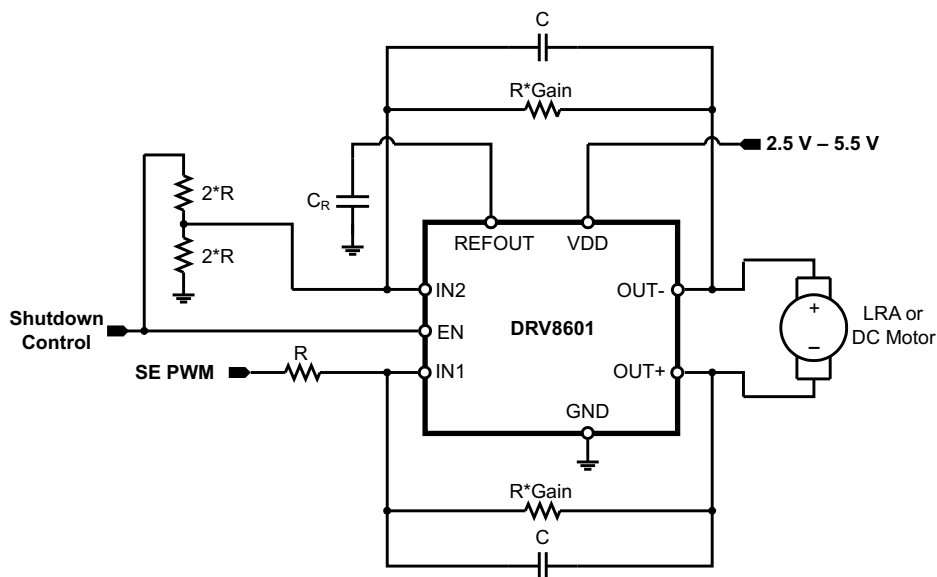 C
R*Gain
2.5 V – 5.5 V
2*R
CR
REFOUT
VDD
2*R
IN2
OUT-
Shutdown
Control
EN
DRV8601
+
–
LRA or
DC Motor
R
SE PWM
IN1
OUT+
GND
R*Gain
C